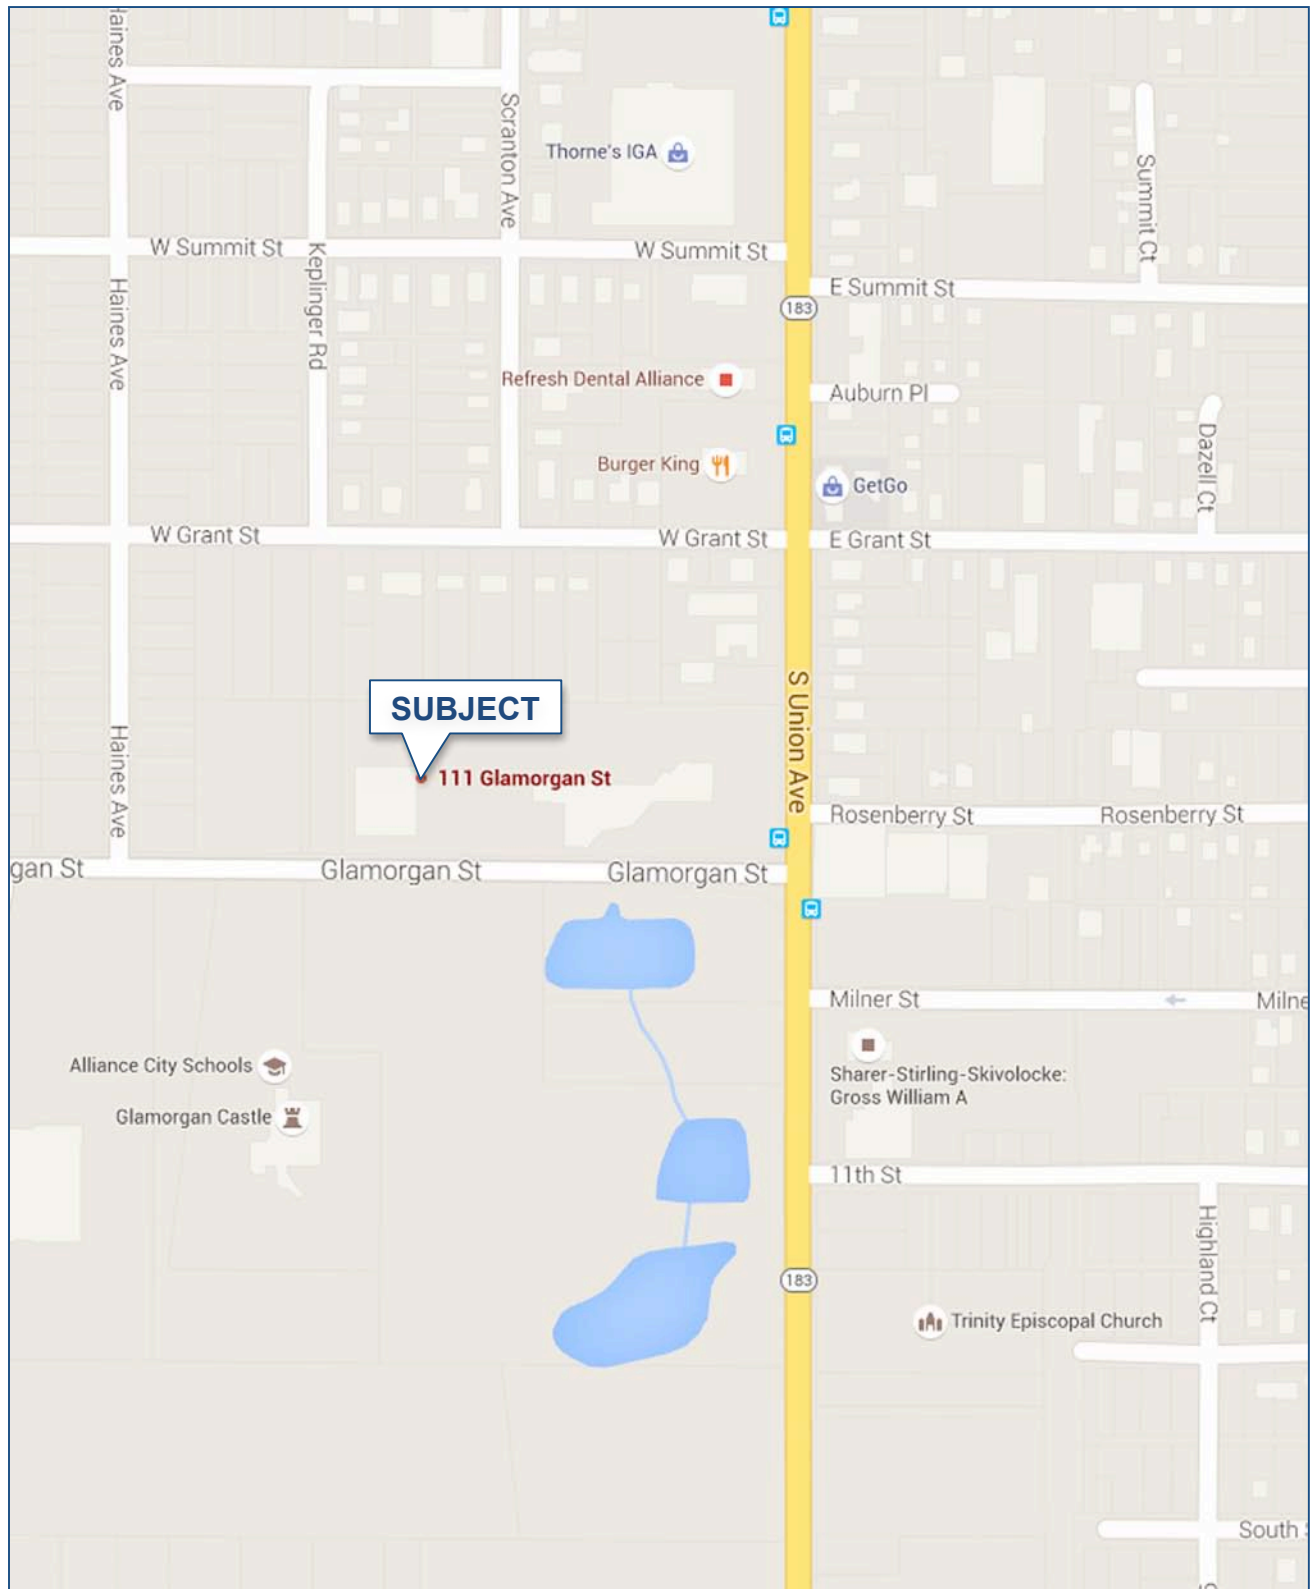 Haines Ave
Scranton Ave
Thorne's IGA
Summit Ct
W Summit St
W Summit St
Keplinger Rd
Haines Ave
E Summit St
183
Refresh Dental Alliance
Auburn Pl
Burger King
Dazell Ct
GetGo
W Grant St
W Grant St
E Grant St
S Union Ave
SUBJECT
Haines Ave
111 Glamorgan St
Rosenberry St
Rosenberry St
gan St
Glamorgan St
Glamorgan St
Milner St
Milne
Alliance City Schools
Sharer-Stirling-Skivolocke:
Gross William A
Glamorgan Castle
11th St
Highland Ct
183
Trinity Episcopal Church
South